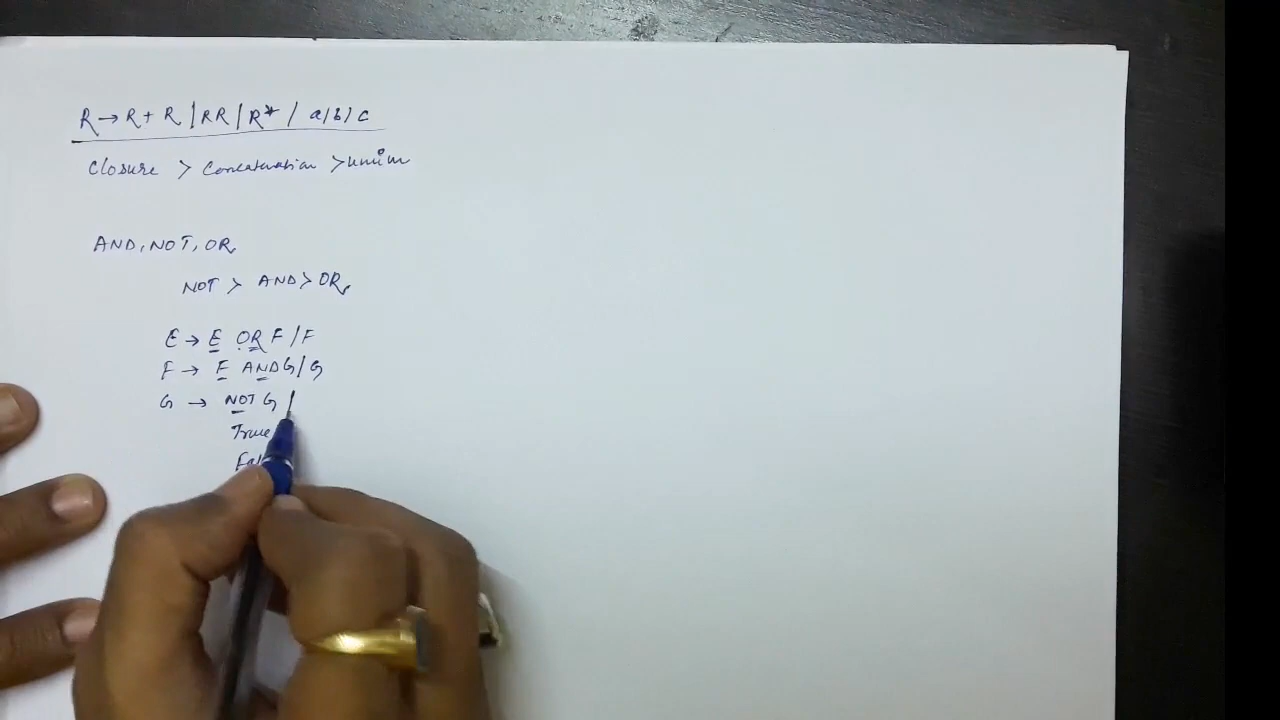 R → R + R / RR / R* / a/b/c
Closure > Concatenation > union
AND, NOT, OR
NOT > AND > OR
E → E OR F / F
F → F AND G / G
G → NOT G /
True